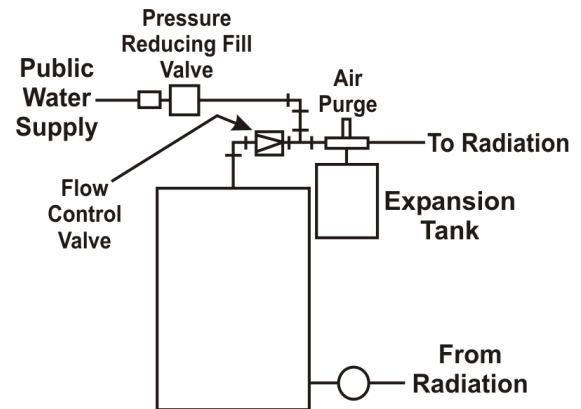 Pressure
Reducing Fill
Valve
Public
Water
Supply
Air
Purge
To Radiation
Flow
Control
Valve
Expansion
Tank
From
Radiation